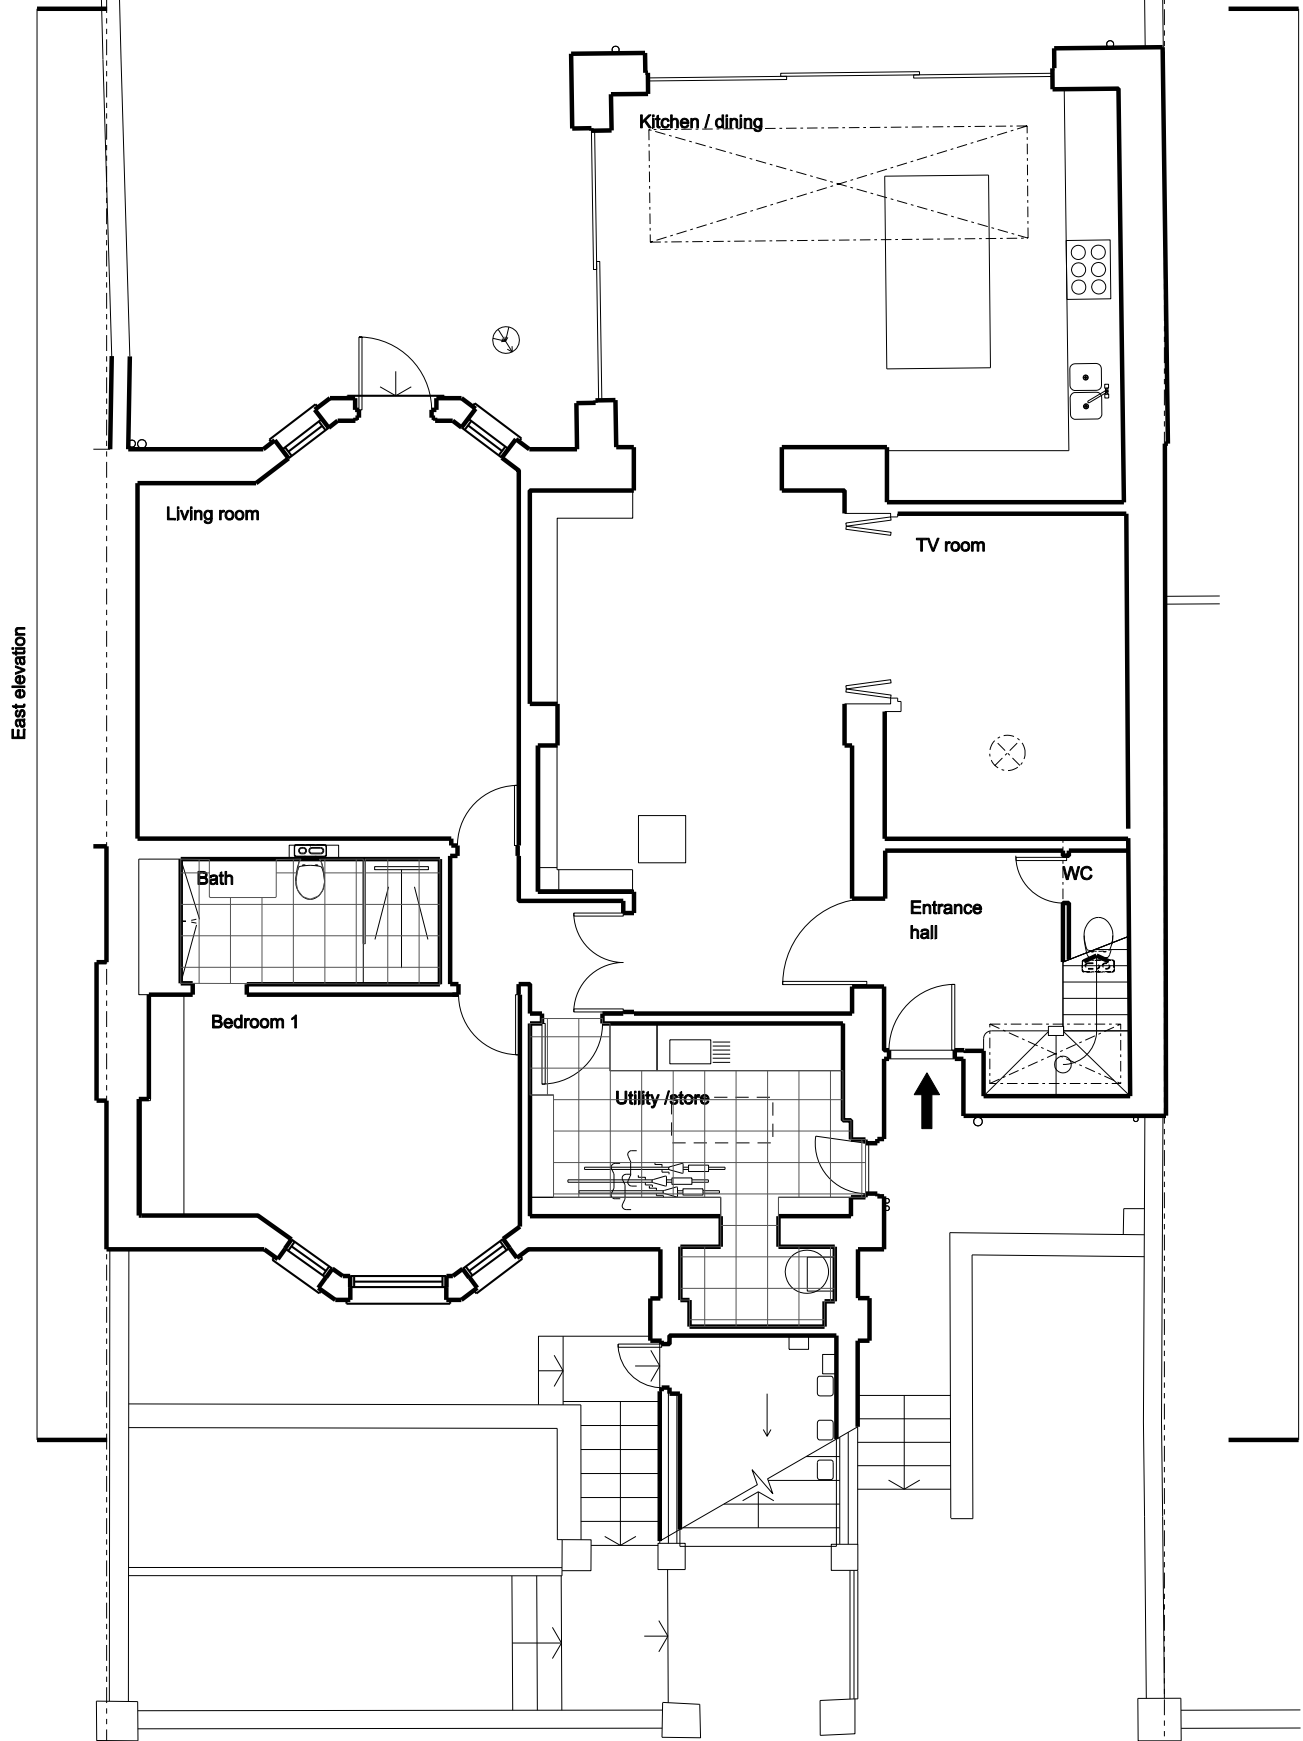 Kitchen / dining
Living room
TV room
East elevation
Bath
WC
Entrance
hall
Bedroom 1
Utility /store